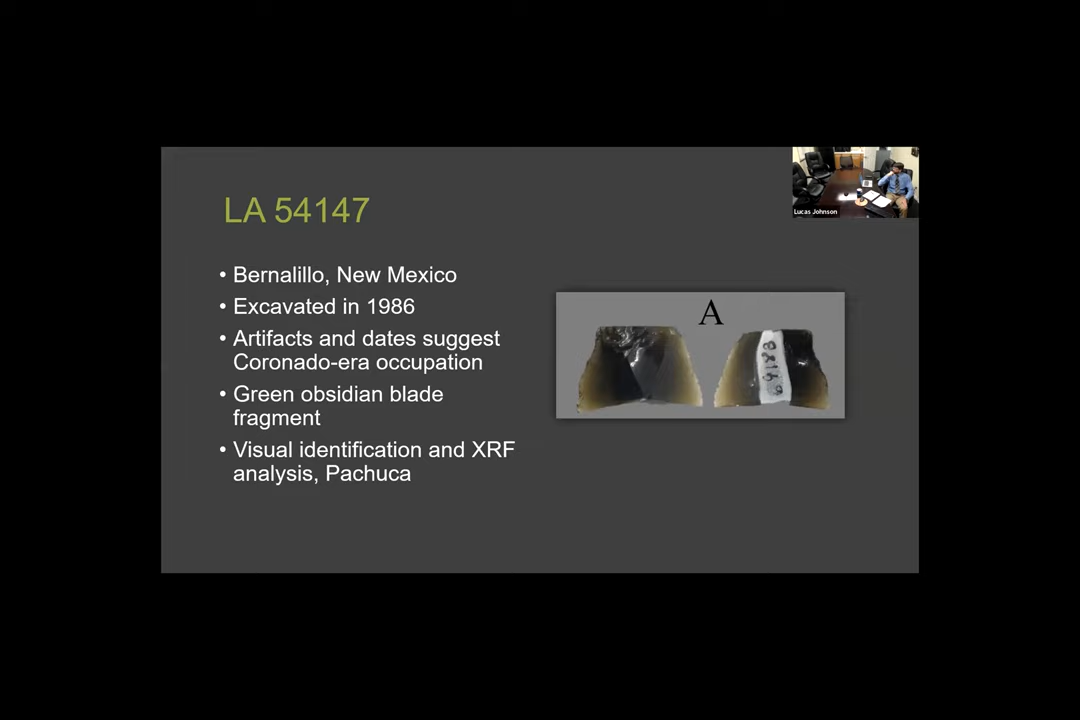 LA 54147
Lucas Johnson
• Bernalillo, New Mexico
• Excavated in 1986
• Artifacts and dates suggest
Coronado-era occupation
• Green obsidian blade
fragment
• Visual identification and XRF
analysis, Pachuca
A